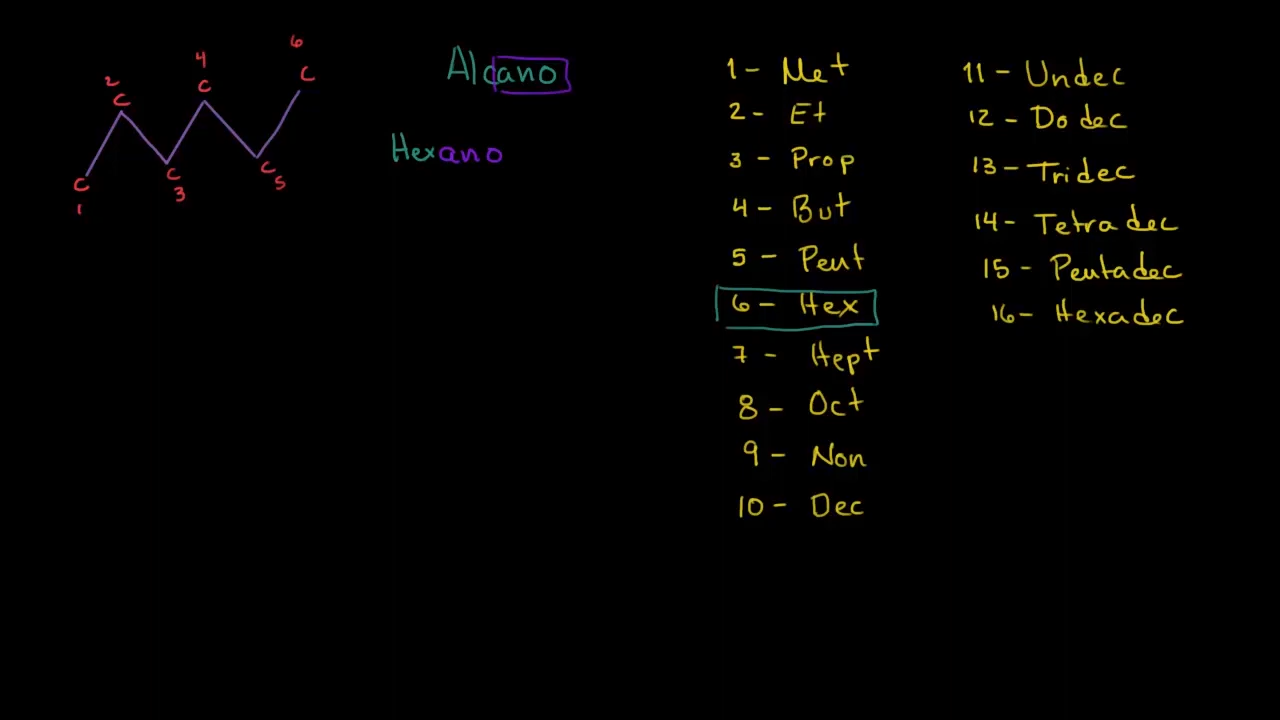 6
4
C
2
C
C
C
C
3
C
5
C
1
Alcano
Hexano
1 - Met
2 - Et
3 - Prop
4 - But
5 - Pent
6 - Hex
7 - Hept
8 - Oct
9 - Non
10 - Dec
11 - Undec
12 - Dodec
13 - Tridec
14 - Tetradec
15 - Pentadec
16 - Hexadec